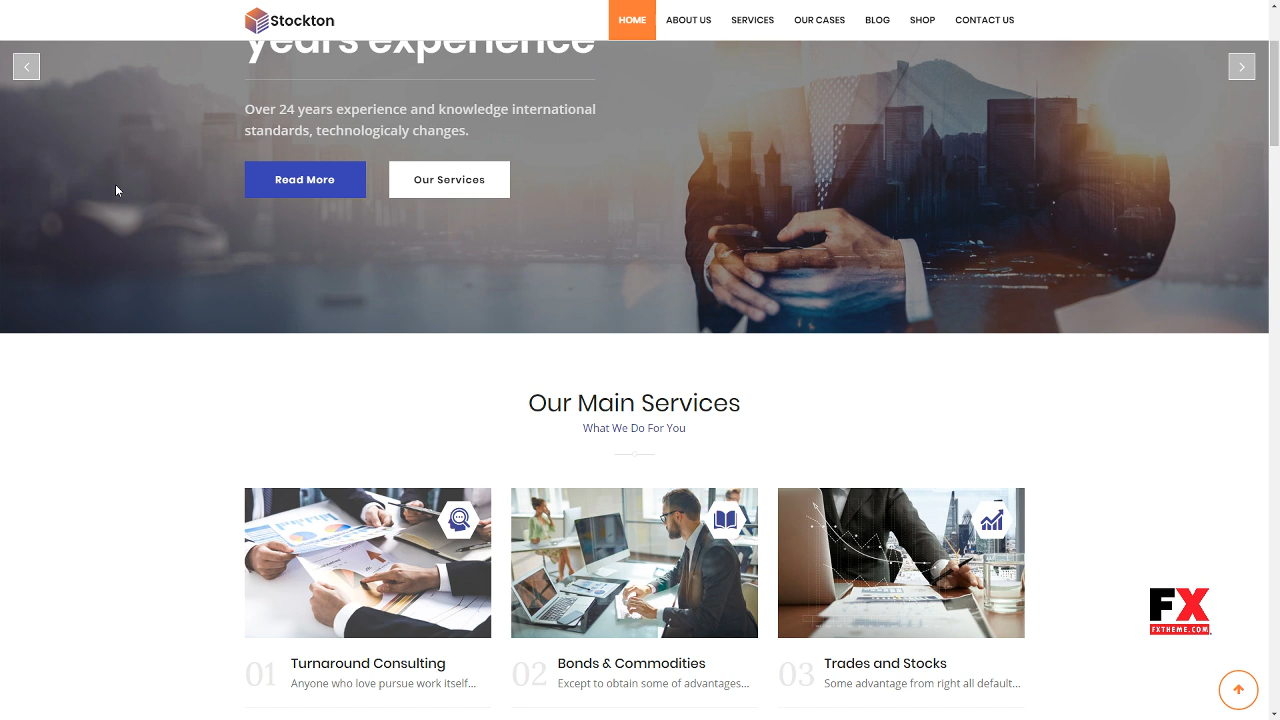 Stockton
HOME ABOUT US SERVICES OUR CASES BLOG SHOP CONTACT US
years experience
Over 24 years experience and knowledge international
standards, technologicaly changes.
Read More Our Services
Our Main Services
What We Do For You
01 Turnaround Consulting
Anyone who love pursue work itself...
02 Bonds & Commodities
Except to obtain some of advantages...
03 Trades and Stocks
Some advantage from right all default...
FX
FXTHEME.COM